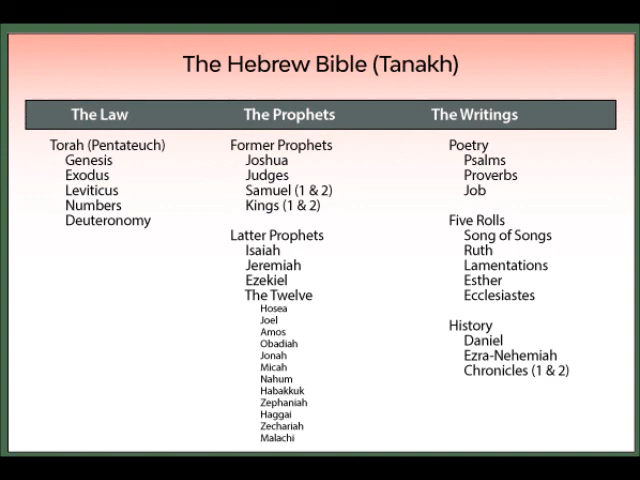 The Hebrew Bible (Tanakh)
The Law
Torah (Pentateuch)
Genesis
Exodus
Leviticus
Numbers
Deuteronomy
The Prophets
Former Prophets
Joshua
Judges
Samuel (1 & 2)
Kings (1 & 2)
Latter Prophets
Isaiah
Jeremiah
Ezekiel
The Twelve
Hosea
Joel
Amos
Obadiah
Jonah
Micah
Nahum
Habakkuk
Zephaniah
Haggai
Zechariah
Malachi
The Writings
Poetry
Psalms
Proverbs
Job
Five Rolls
Song of Songs
Ruth
Lamentations
Esther
Ecclesiastes
History
Daniel
Ezra-Nehemiah
Chronicles (1 & 2)